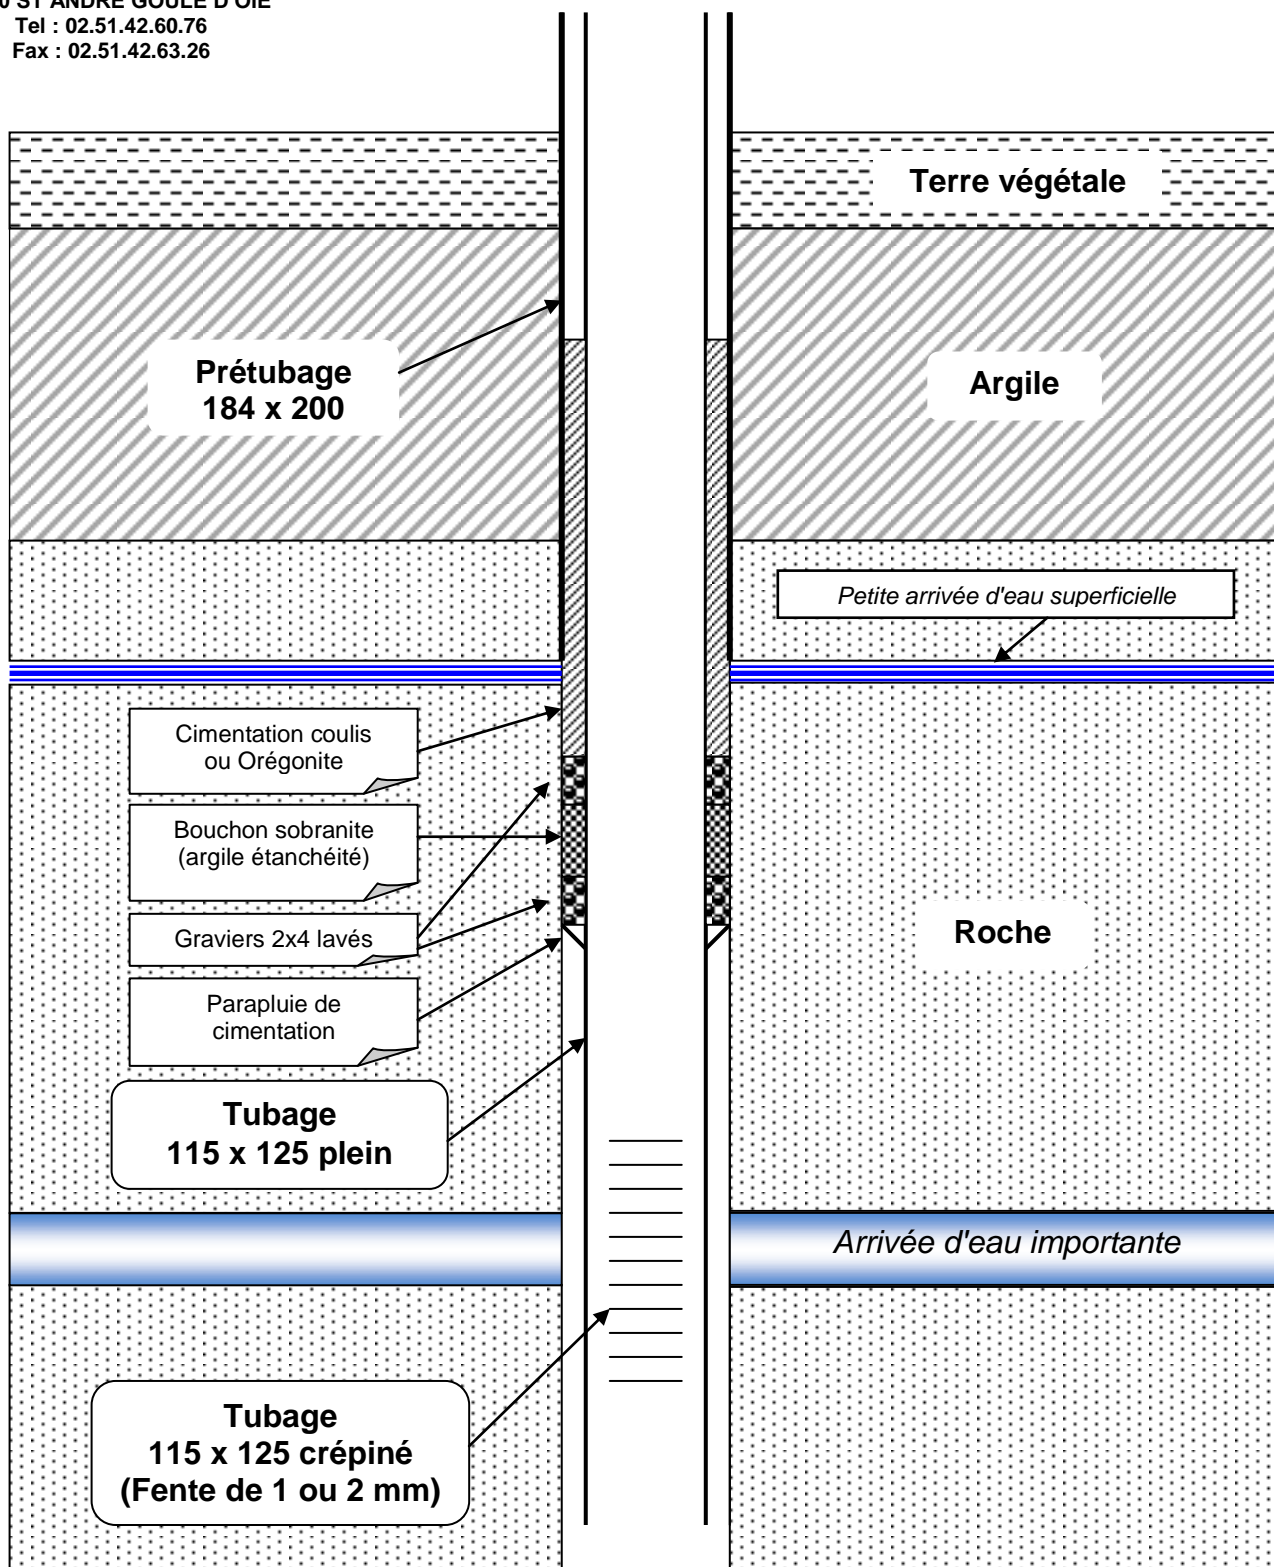 0 ST ANDRE GOULE D'OIE
Tel : 02.51.42.60.76
Fax : 02.51.42.63.26
Terre végétale
Prétubage
184 x 200
Argile
Petite arrivée d'eau superficielle
Cimentation coulis
ou Orégonite
Bouchon sobranite
(argile étanchéité)
Graviers 2x4 lavés
Roche
Parapluie de
cimentation
Tubage
115 x 125 plein
Arrivée d'eau importante
Tubage
115 x 125 crépiné
(Fente de 1 ou 2 mm)